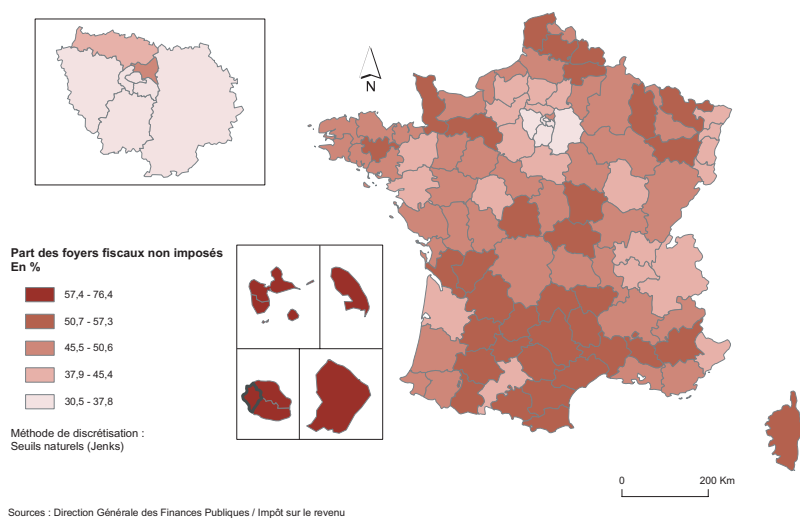 N
Part des foyers fiscaux non imposés
En %
57,4 - 76,4
50,7 - 57,3
45,5 - 50,6
37,9 - 45,4
30,5 - 37,8
Méthode de discrétisation :
Seuils naturels (Jenks)
0 200 Km
Sources : Direction Générale des Finances Publiques / Impôt sur le revenu